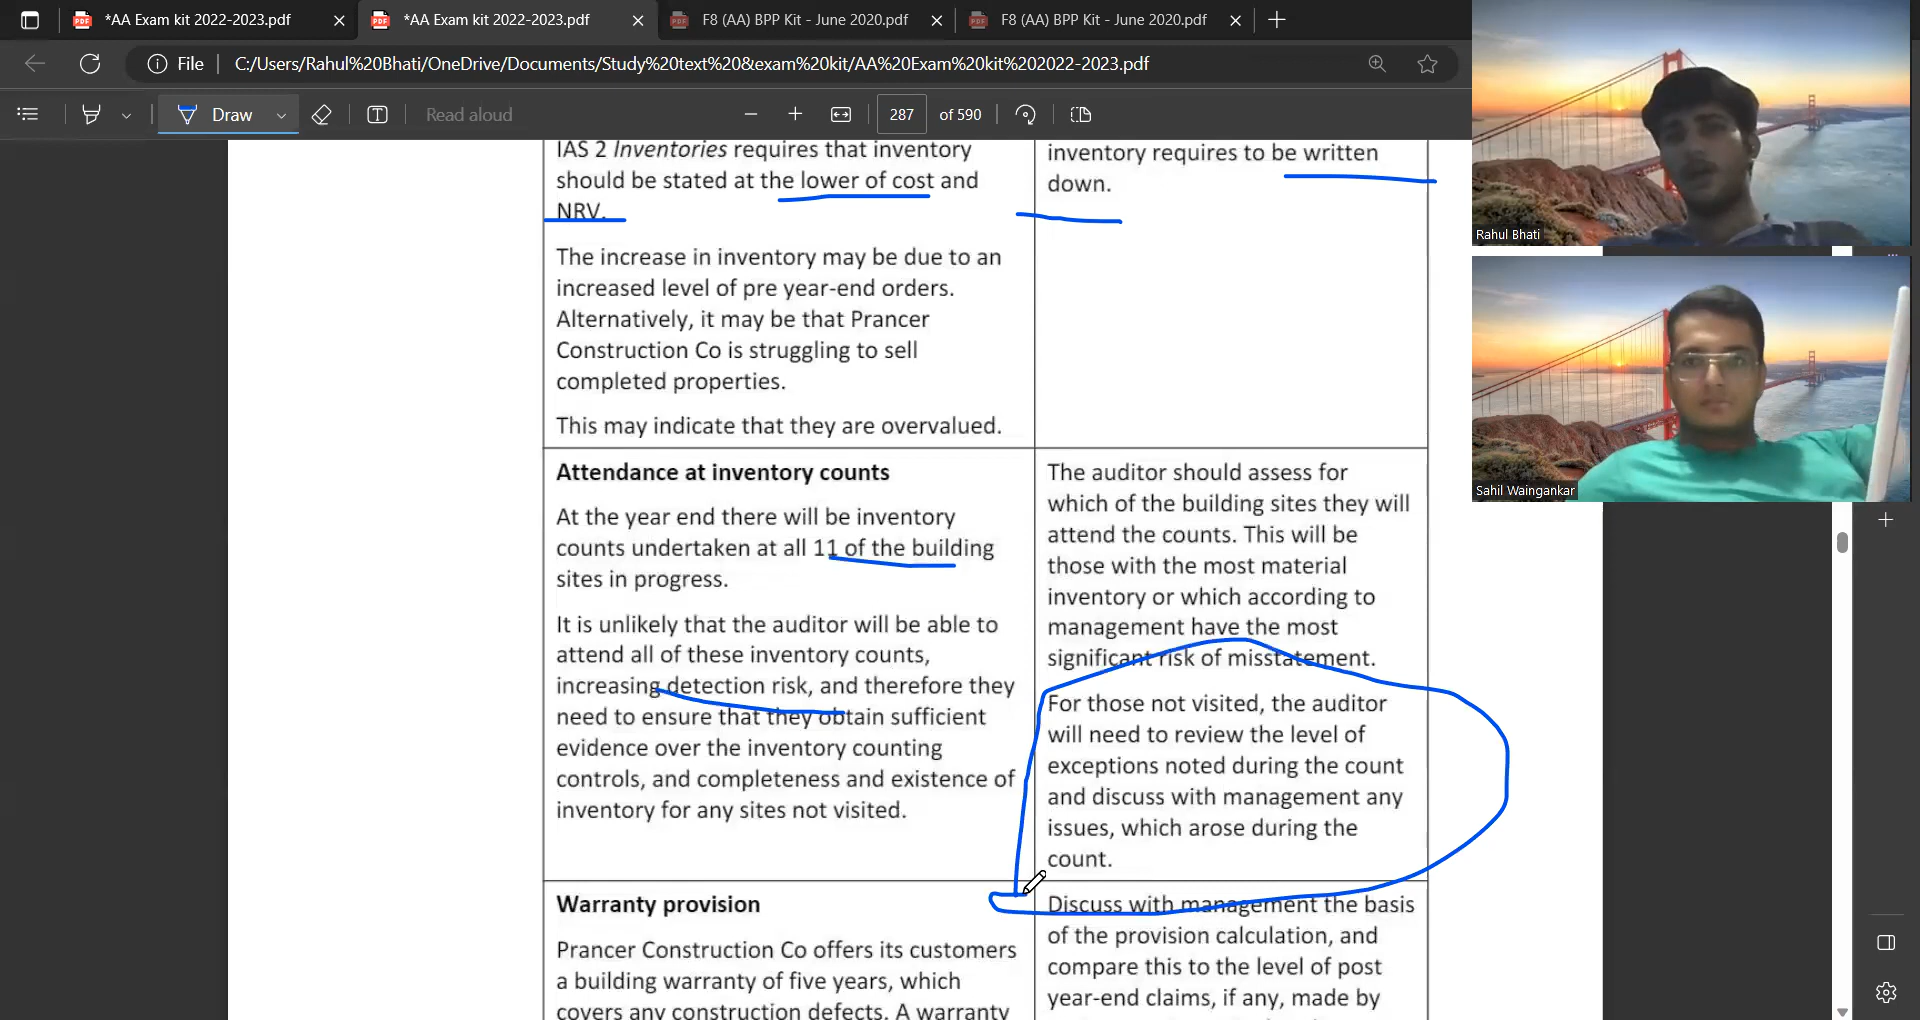 *AA Exam kit 2022-2023.pdf
*AA Exam kit 2022-2023.pdf
F8 (AA) BPP Kit - June 2020.pdf
F8 (AA) BPP Kit - June 2020.pdf
File
C:/Users/Rahul%20Bhati/OneDrive/Documents/Study%20text%20&exam%20kit/AA%20Exam%20kit%202022-2023.pdf
Draw
Read aloud
287 of 590
IAS 2 Inventories requires that inventory
should be stated at the lower of cost and
NRV.
The increase in inventory may be due to an
increased level of pre year-end orders.
Alternatively, it may be that Prancer
Construction Co is struggling to sell
completed properties.
This may indicate that they are overvalued.
inventory requires to be written
down.
Attendance at inventory counts
At the year end there will be inventory
counts undertaken at all 11 of the building
sites in progress.
It is unlikely that the auditor will be able to
attend all of these inventory counts,
increasing detection risk, and therefore they
need to ensure that they obtain sufficient
evidence over the inventory counting
controls, and completeness and existence of
inventory for any sites not visited.
The auditor should assess for
which of the building sites they will
attend the counts. This will be
those with the most material
inventory or which according to
management have the most
significant risk of misstatement.
For those not visited, the auditor
will need to review the level of
exceptions noted during the count
and discuss with management any
issues, which arose during the
count.
Warranty provision
Prancer Construction Co offers its customers
a building warranty of five years, which
covers any construction defects. A warranty
Discuss with management the basis
of the provision calculation, and
compare this to the level of post
year-end claims, if any, made by
Rahul Bhati
Sahil Waingankar